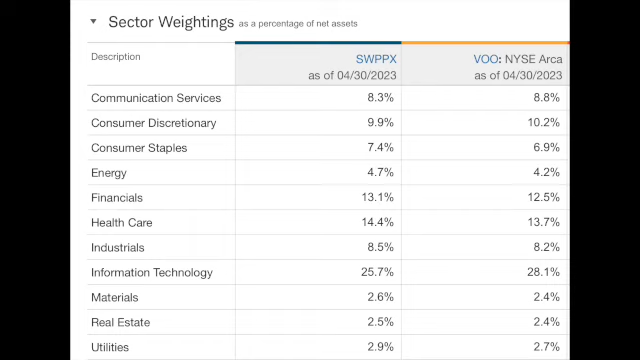 ▼ Sector Weightings as a percentage of net assets
Description SWPPX VOO: NYSE Arca
as of 04/30/2023 as of 04/30/2023
Communication Services 8.3% 8.8%
Consumer Discretionary 9.9% 10.2%
Consumer Staples 7.4% 6.9%
Energy 4.7% 4.2%
Financials 13.1% 12.5%
Health Care 14.4% 13.7%
Industrials 8.5% 8.2%
Information Technology 25.7% 28.1%
Materials 2.6% 2.4%
Real Estate 2.5% 2.4%
Utilities 2.9% 2.7%